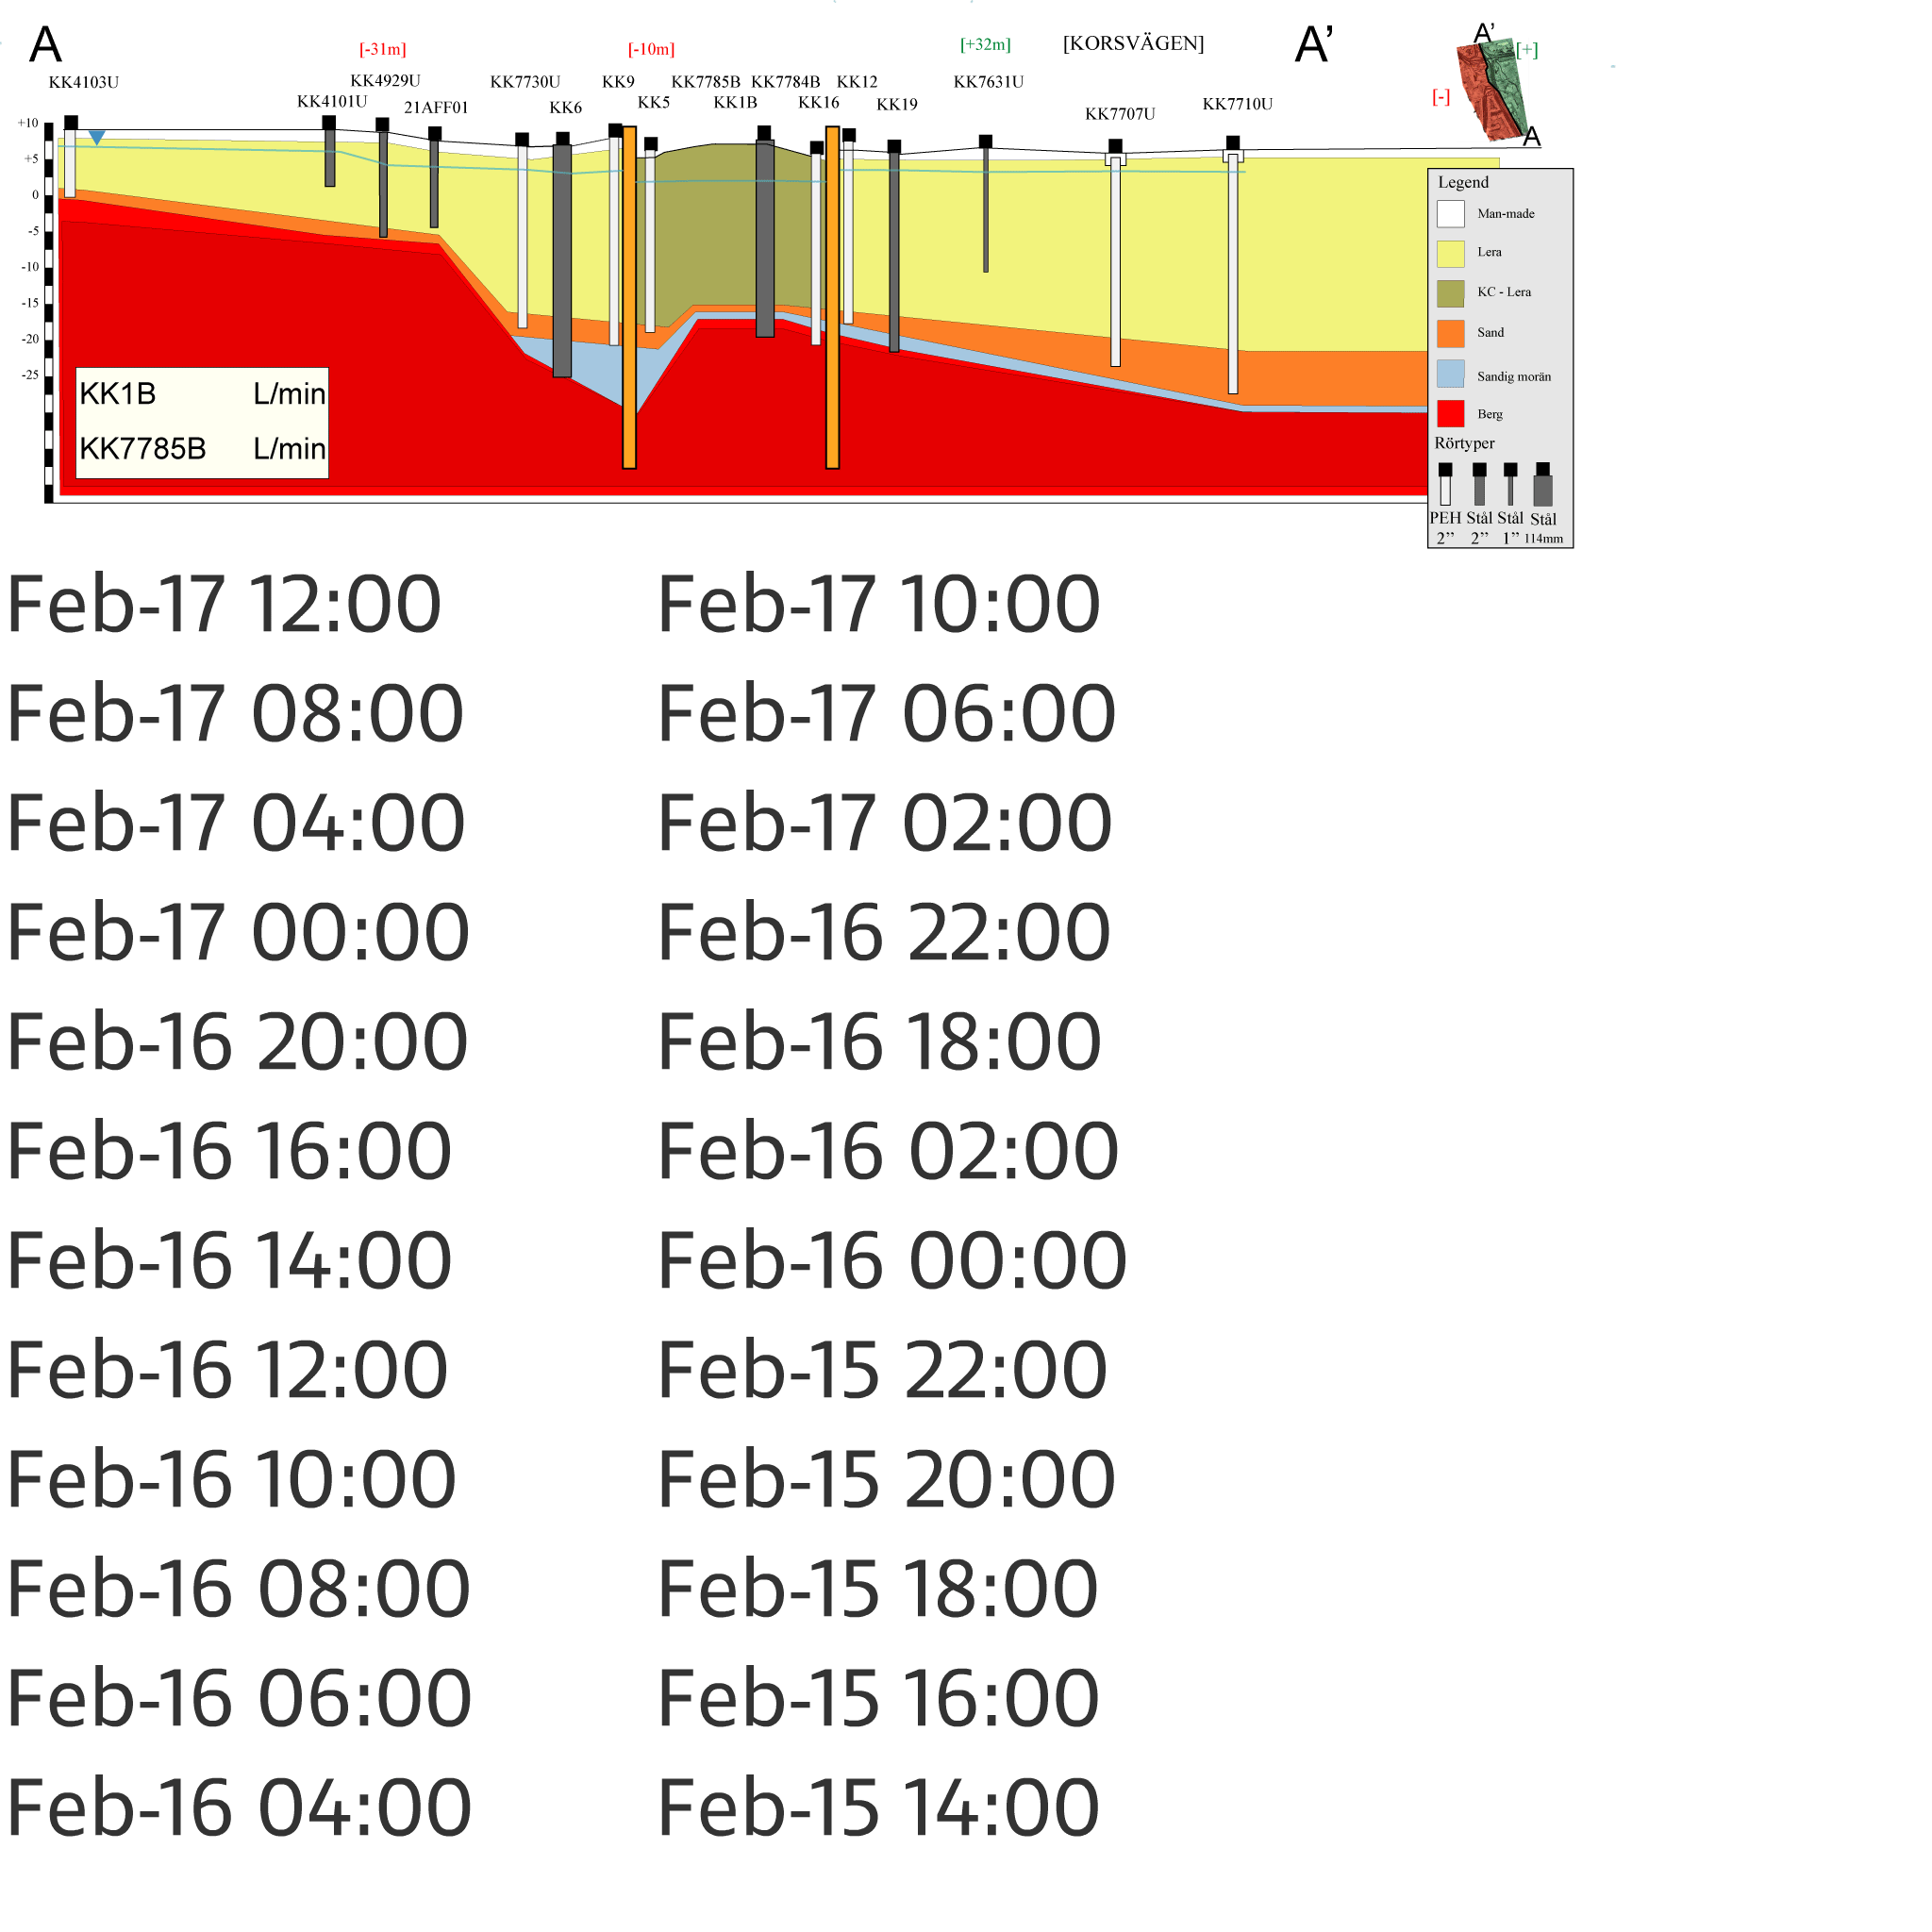 A [-31m] [-10m] [+32m] [KORSVÄGEN] A’ A’ [+]
KK4103U KK4929U KK7730U KK9 KK7785B KK7784B KK12 KK7631U
KK4101U 21AFF01 KK6 KK5 KK1B KK16 KK19 KK7707U KK7710U [-] A
+10
+5
0
-5
-10
-15
-20
-25
KK1B L/min
KK7785B L/min
Legend
Man-made
Lera
KC - Lera
Sand
Sandig morän
Berg
Rörtyper
PEH Stål Stål Stål
2’’ 2’’ 1’’ 114mm
Feb-17 12:00 Feb-17 10:00
Feb-17 08:00 Feb-17 06:00
Feb-17 04:00 Feb-17 02:00
Feb-17 00:00 Feb-16 22:00
Feb-16 20:00 Feb-16 18:00
Feb-16 16:00 Feb-16 02:00
Feb-16 14:00 Feb-16 00:00
Feb-16 12:00 Feb-15 22:00
Feb-16 10:00 Feb-15 20:00
Feb-16 08:00 Feb-15 18:00
Feb-16 06:00 Feb-15 16:00
Feb-16 04:00 Feb-15 14:00